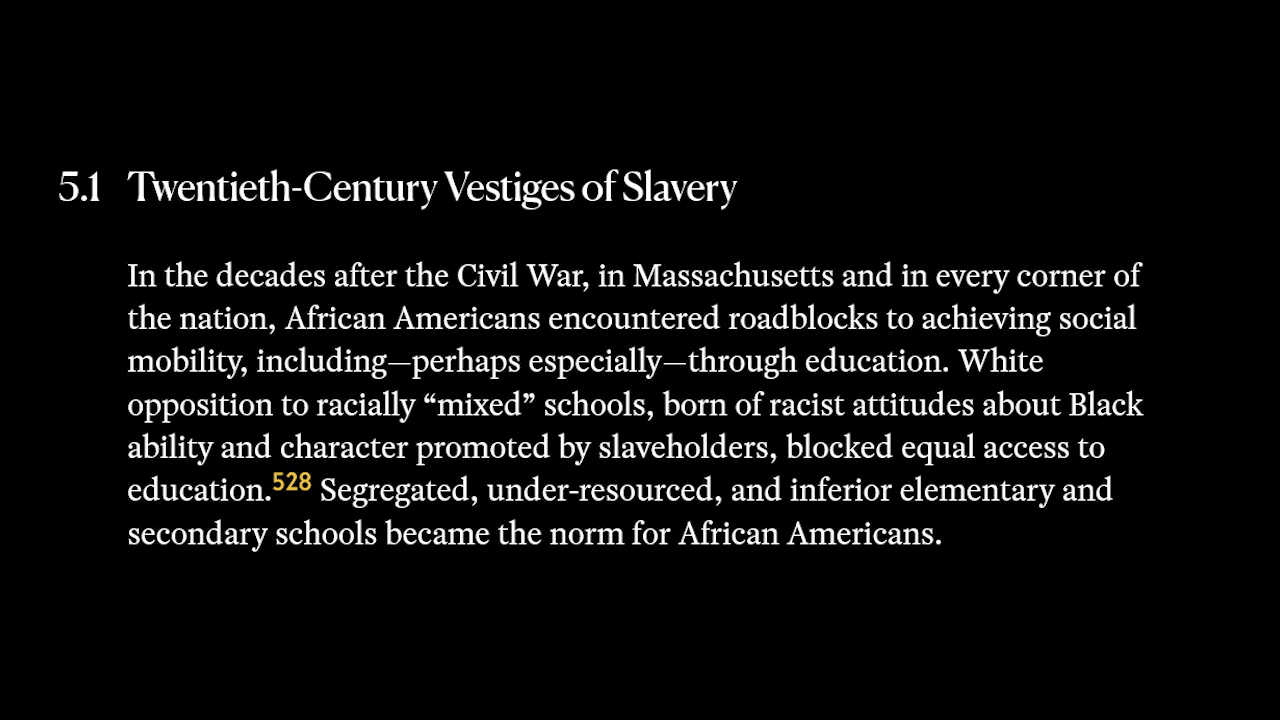 5.1 Twentieth-Century Vestiges of Slavery
In the decades after the Civil War, in Massachusetts and in every corner of
the nation, African Americans encountered roadblocks to achieving social
mobility, including—perhaps especially—through education. White
opposition to racially “mixed” schools, born of racist attitudes about Black
ability and character promoted by slaveholders, blocked equal access to
education.528 Segregated, under-resourced, and inferior elementary and
secondary schools became the norm for African Americans.